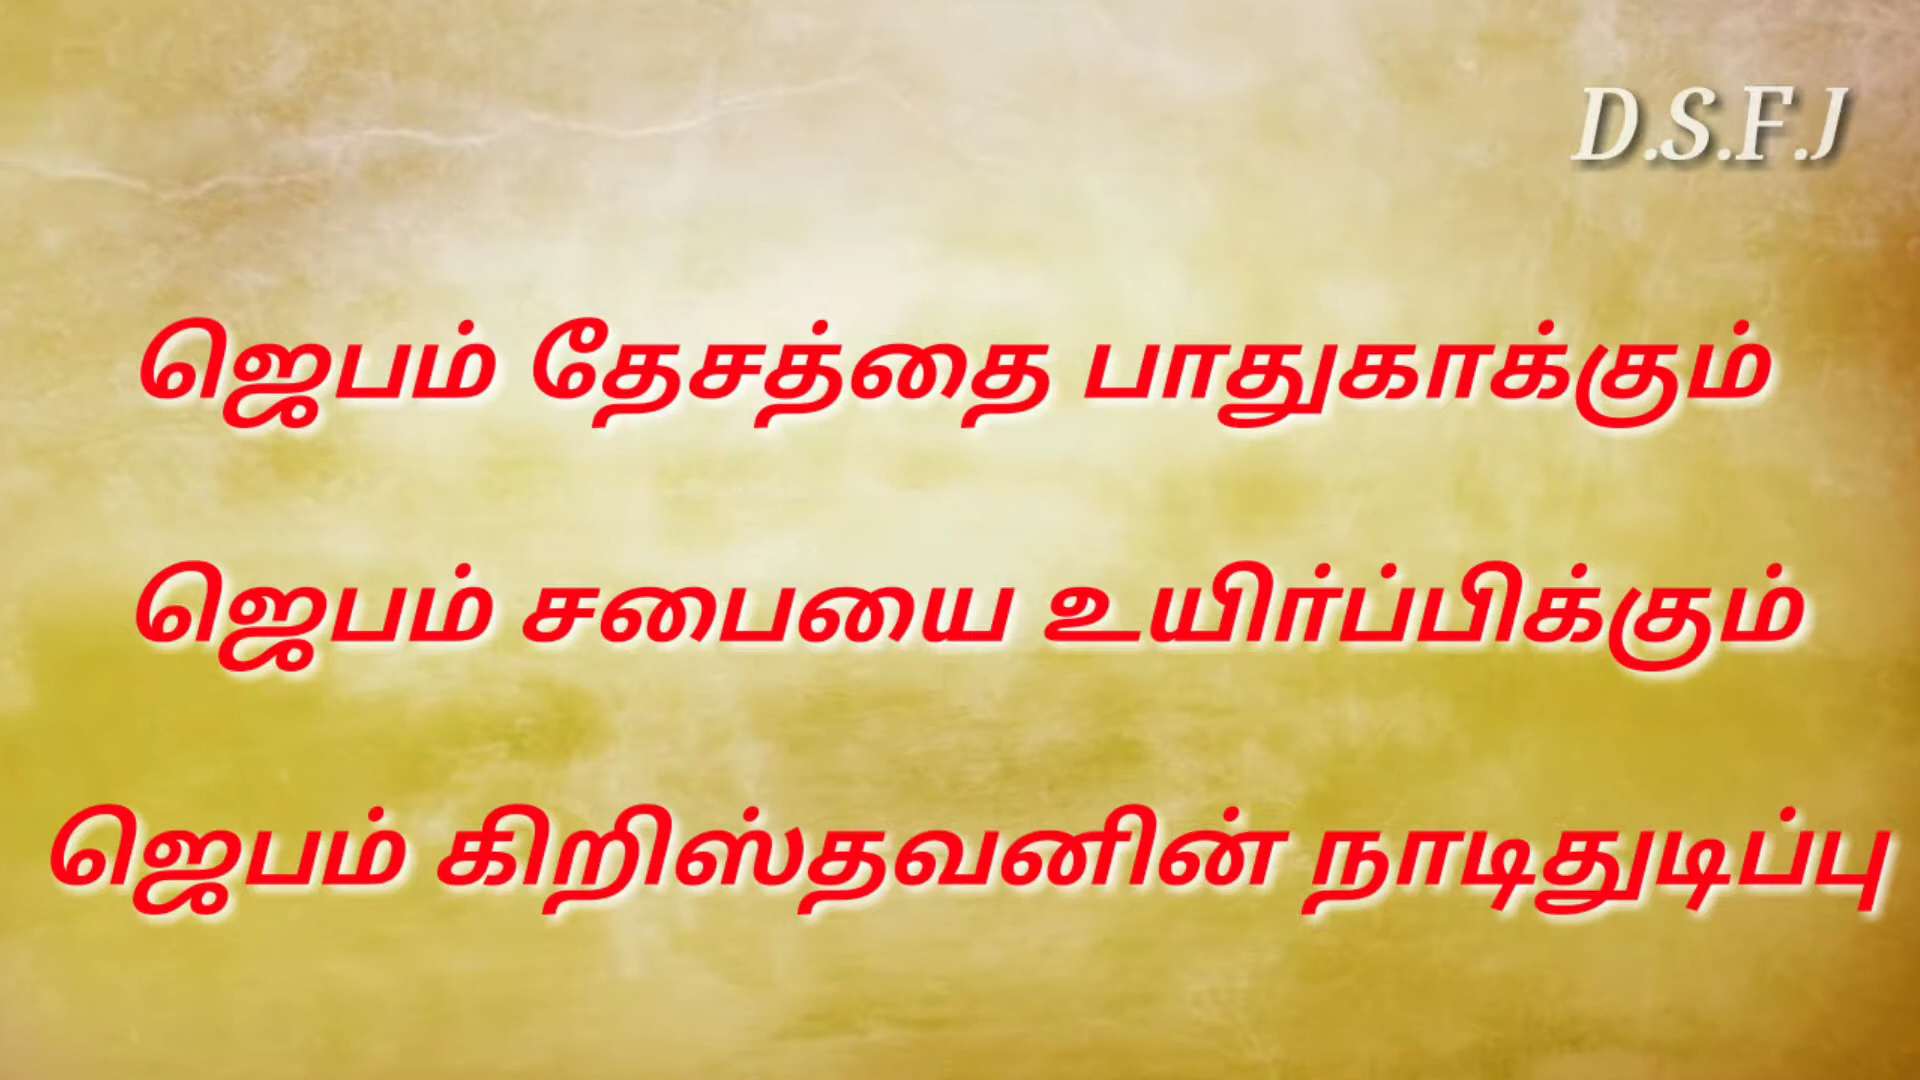 D.S.F.J
ஜெபம் தேசத்தை பாதுகாக்கும்
ஜெபம் சபையை உயிர்ப்பிக்கும்
ஜெபம் கிறிஸ்தவனின் நாடிதுடிப்பு